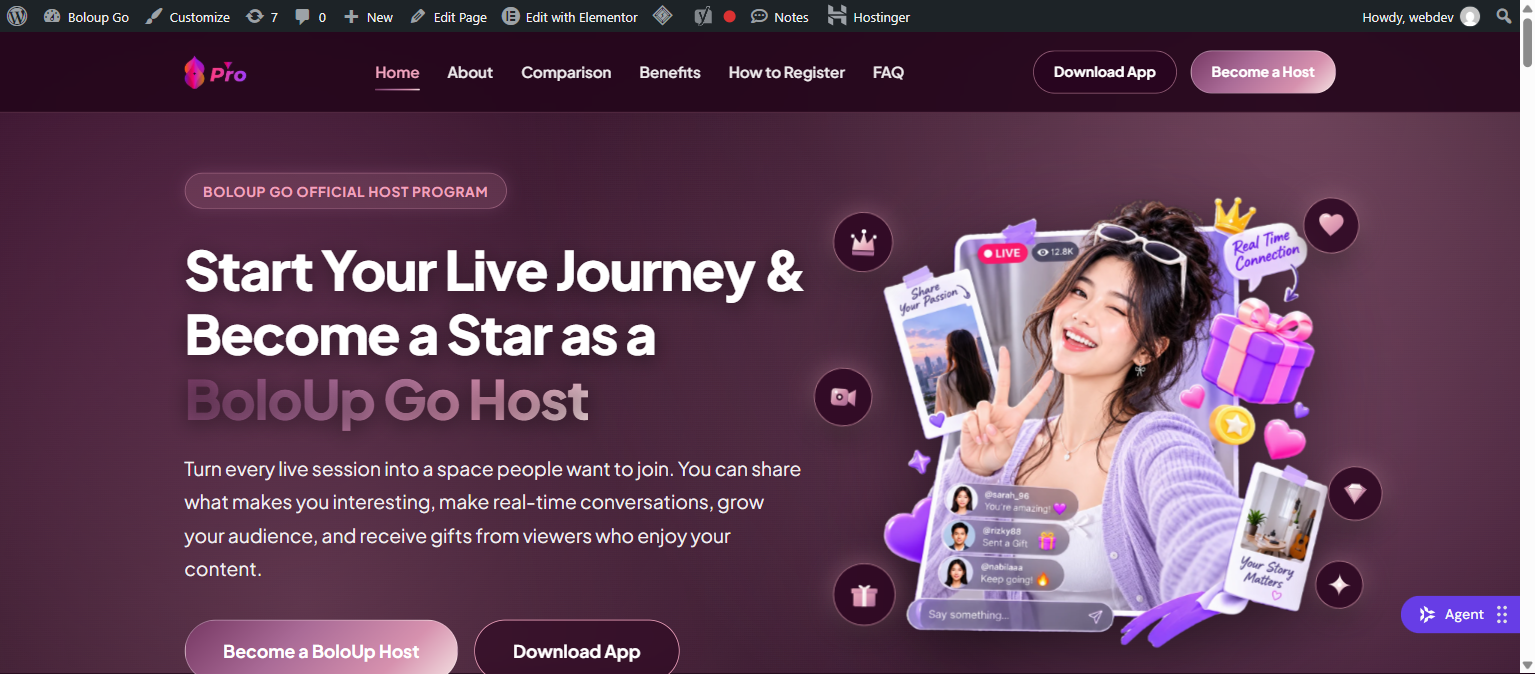 Boloup Go
Customize
7
0
New
Edit Page
Edit with Elementor
Notes
Hostinger
Howdy, webdev
Pro
Home
About
Comparison
Benefits
How to Register
FAQ
Download App
Become a Host
BOLOUP GO OFFICIAL HOST PROGRAM
Start Your Live Journey &
Become a Star as a
BoloUp Go Host
Turn every live session into a space people want to join. You can share
what makes you interesting, make real-time conversations, grow
your audience, and receive gifts from viewers who enjoy your
content.
Become a BoloUp Host
Download App
LIVE
12.8K
Real Time
Connection
Share
Your Passion
@sarah_96
You're amazing! 💜
@rizky88
Sent a Gift 🎁
@nabilaaa
Keep going! 🔥
Say something...
Your Story
Matters
Agent